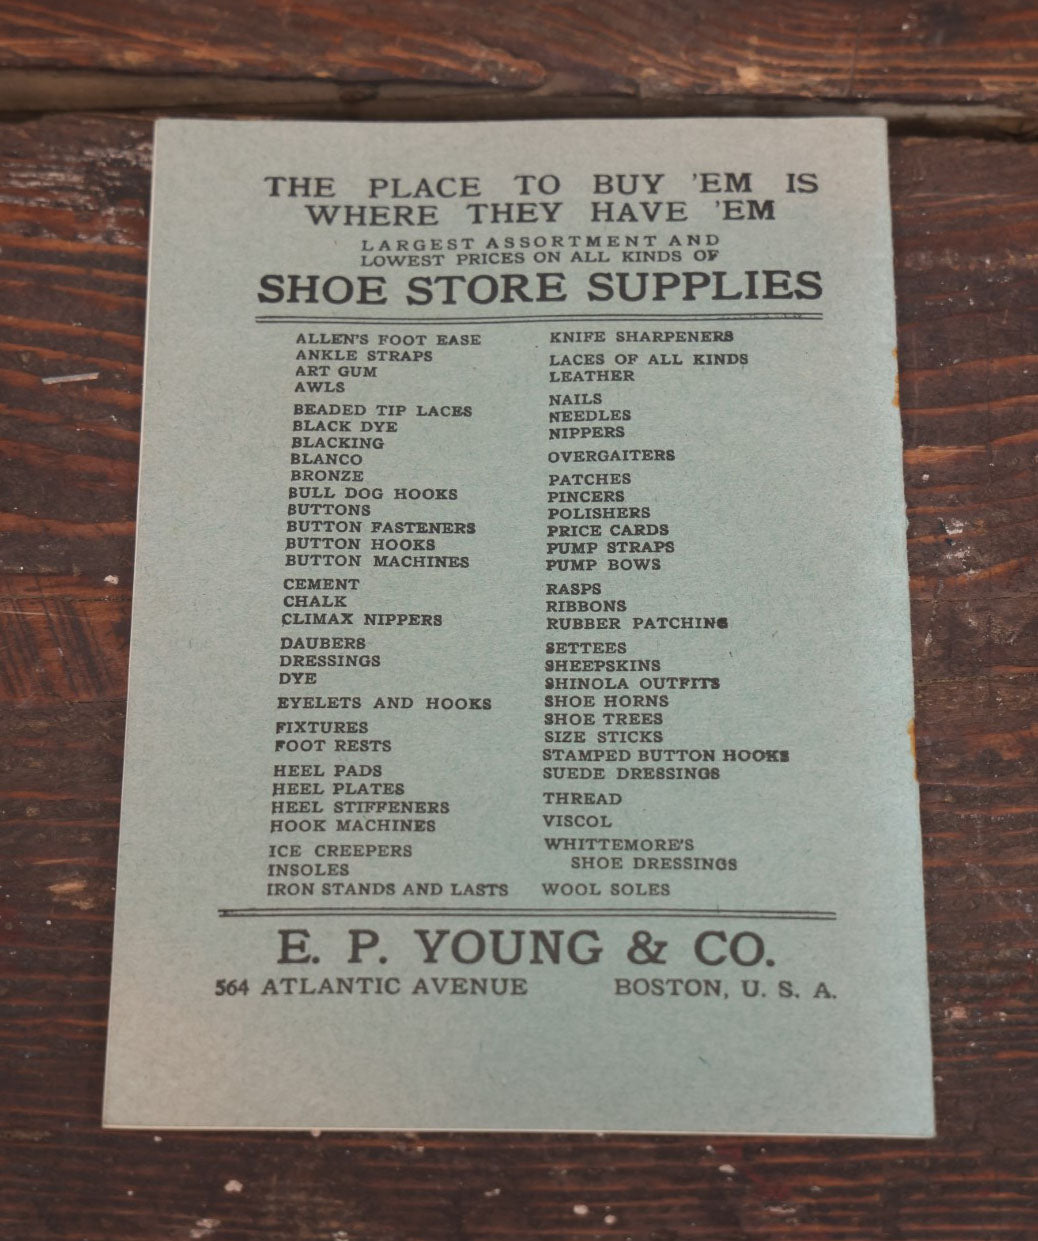 THE PLACE TO BUY 'EM IS
WHERE THEY HAVE 'EM
LARGEST ASSORTMENT AND
LOWEST PRICES ON ALL KINDS OF
SHOE STORE SUPPLIES
ALLEN'S FOOT EASE
ANKLE STRAPS
ART GUM
AWLS
BEADED TIP LACES
BLACK DYE
BLACKING
BLANCO
BRONZE
BULL DOG HOOKS
BUTTONS
BUTTON FASTENERS
BUTTON HOOKS
BUTTON MACHINES
CEMENT
CHALK
CLIMAX NIPPERS
DAUBERS
DRESSINGS
DYE
EYELETS AND HOOKS
FIXTURES
FOOT RESTS
HEEL PADS
HEEL PLATES
HEEL STIFFENERS
HOOK MACHINES
ICE CREEPERS
INSOLES
IRON STANDS AND LASTS
KNIFE SHARPENERS
LACES OF ALL KINDS
LEATHER
NAILS
NEEDLES
NIPPERS
OVERGAITERS
PATCHES
PINCERS
POLISHERS
PRICE CARDS
PUMP STRAPS
PUMP BOWS
RASPS
RIBBONS
RUBBER PATCHING
SETTEES
SHEEPSKINS
SHINOLA OUTFITS
SHOE HORNS
SHOE TREES
SIZE STICKS
STAMPED BUTTON HOOKS
SUEDE DRESSINGS
THREAD
VISCOL
WHITTEMORE'S
SHOE DRESSINGS
WOOL SOLES
E. P. YOUNG & CO.
564 ATLANTIC AVENUE BOSTON, U. S. A.